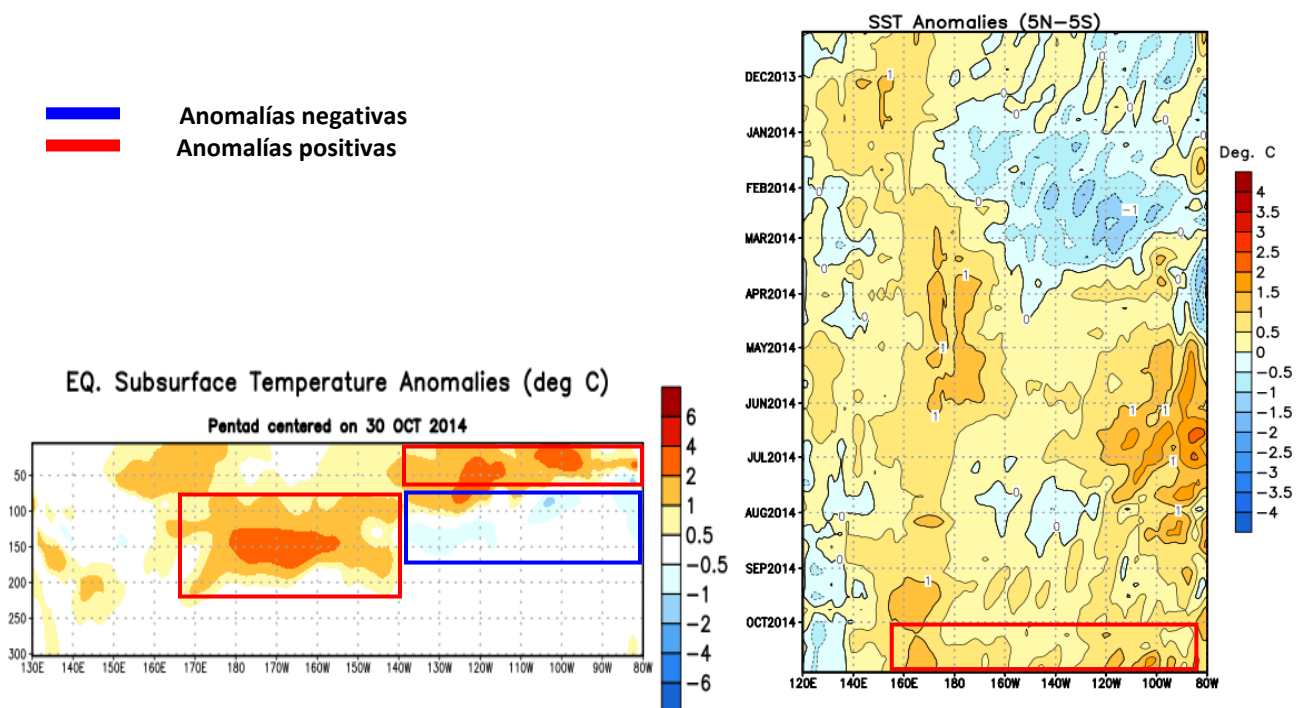 Anomalías negativas
Anomalías positivas
EQ. Subsurface Temperature Anomalies (deg C)
Pentad centered on 30 OCT 2014
50
100
150
200
250
300
130E 140E 150E 160E 170E 180 170W 160W 150W 140W 130W 120W 110W 100W 90W 80W
6
4
2
1
0.5
-0.5
-1
-2
-4
-6
SST Anomalies (5N-5S)
DEC2013
JAN2014
FEB2014
MAR2014
APR2014
MAY2014
JUN2014
JUL2014
AUG2014
SEP2014
OCT2014
120E 140E 160E 180 160W 140W 120W 100W 80W
Deg. C
4
3.5
3
2.5
2
1.5
1
0.5
0
-0.5
-1
-1.5
-2
-2.5
-3
-3.5
-4